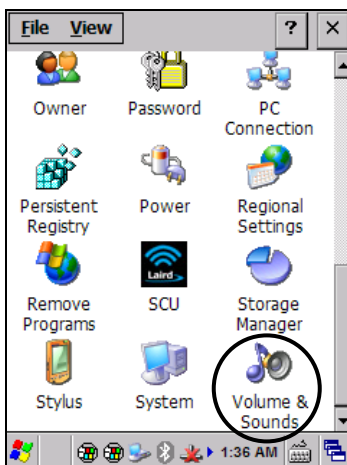 File View ? ×
Owner Password PC
Connection
Persistent Power Regional
Registry Settings
Laird
Remove SCU Storage
Programs Manager
Stylus System Volume &
Sounds
1:36 AM